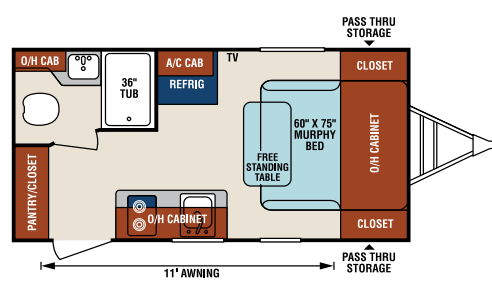 PASS THRU
STORAGE
O/H CAB
36"
TUB
A/C CAB
REFRIG
TV
CLOSET
60" X 75"
MURPHY
BED
FREE
STANDING
TABLE
O/H CABINET
PANTRY/CLOSET
O/H CABINET
CLOSET
11' AWNING
PASS THRU
STORAGE